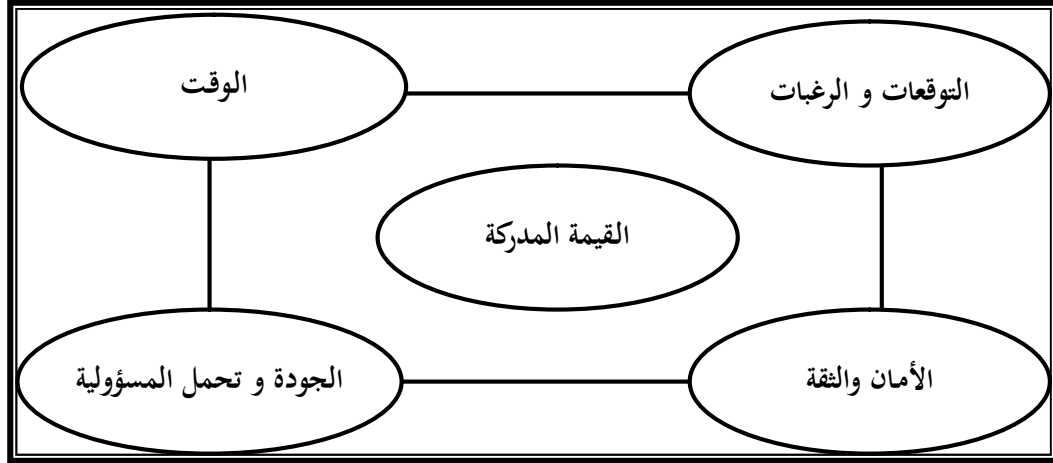 التوقعات و الرغبات
الوقت
القيمة المدركة
الأمان والثقة
الجودة و تحمل المسؤولية